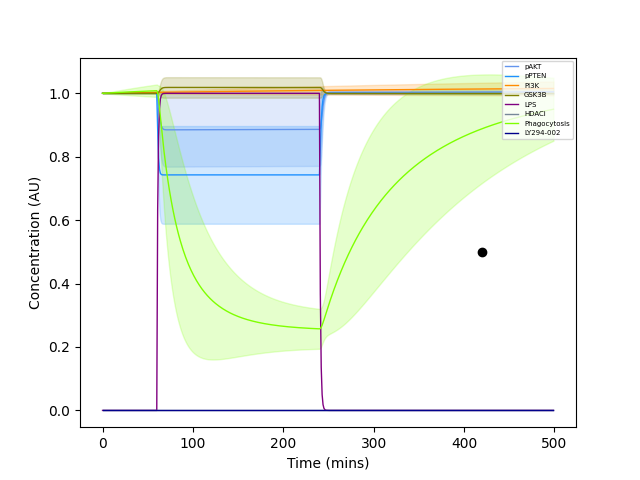 1.0
0.8
0.6
0.4
0.2
0.0
Concentration (AU)
0
100
200
300
400
500
Time (mins)
pAKT
pPTEN
PI3K
GSK3B
LPS
HDACi
Phagocytosis
LY294-002